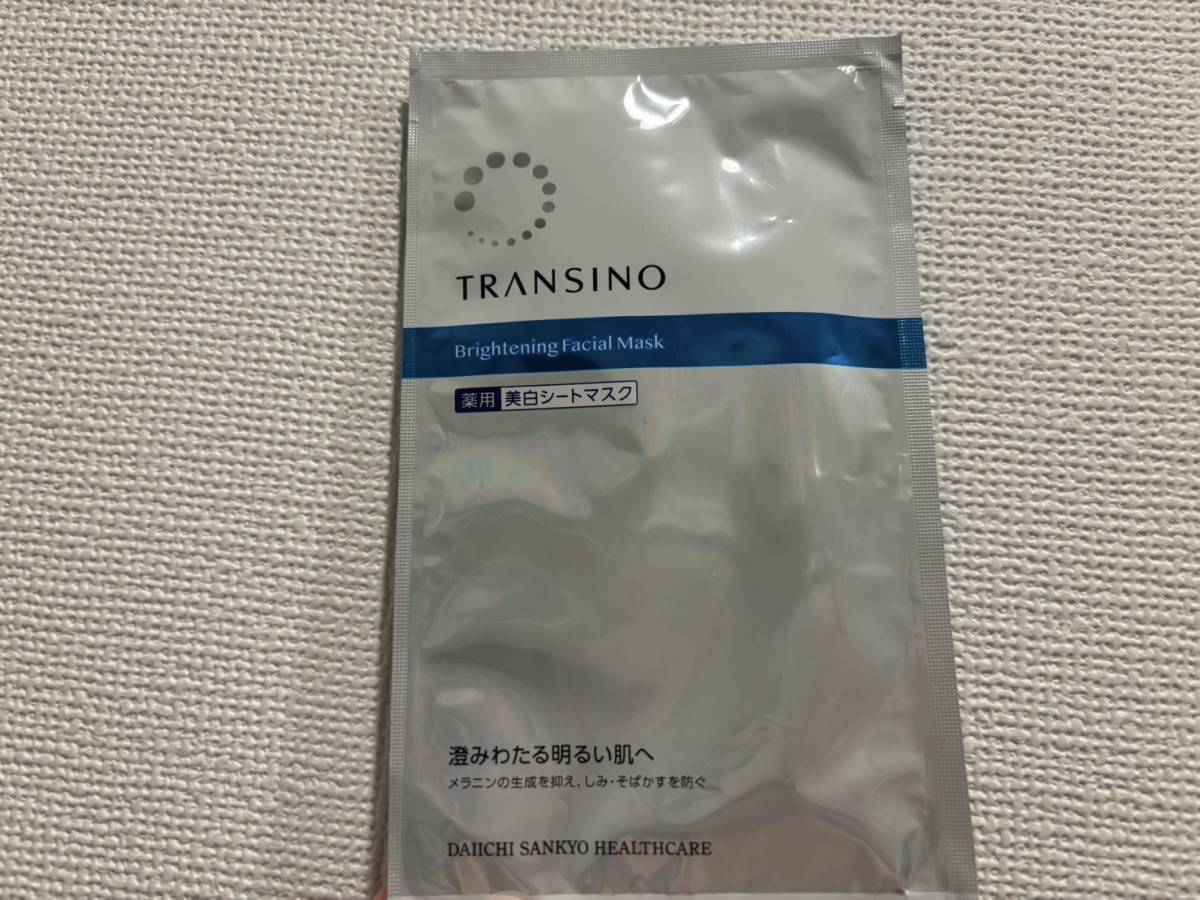 TRANSINO
Brightening Facial Mask
薬用 美白シートマスク
澄みわたる明るい肌へ
メラニンの生成を抑え、しみ・そばかすを防ぐ
DAIICHI SANKYO HEALTHCARE